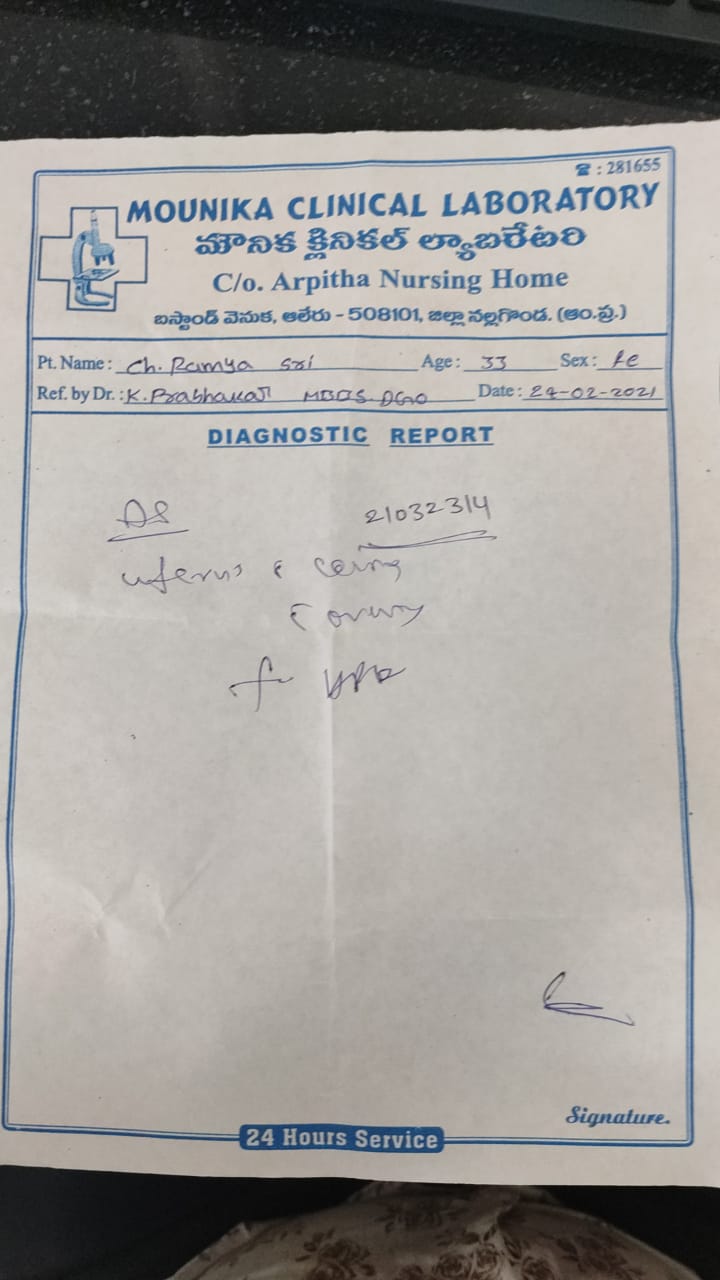 ☎ : 281655
MOUNIKA CLINICAL LABORATORY
మౌనిక క్లినికల్ ల్యాబరేటరి
C/o. Arpitha Nursing Home
బస్టాండ్ వెనుక, ఆలేరు - 508101, జిల్లా నల్లగొండ. (ఆం.ప్ర.)
Pt. Name : Ch. Ramya Sri Age : 33 Sex : fe
Ref. by Dr. : K. Prabhakar MBBS. DGO Date : 24-02-2021
DIAGNOSTIC REPORT
21032314
uterus c cervix
c ovary
f HPE
Signature.
24 Hours Service